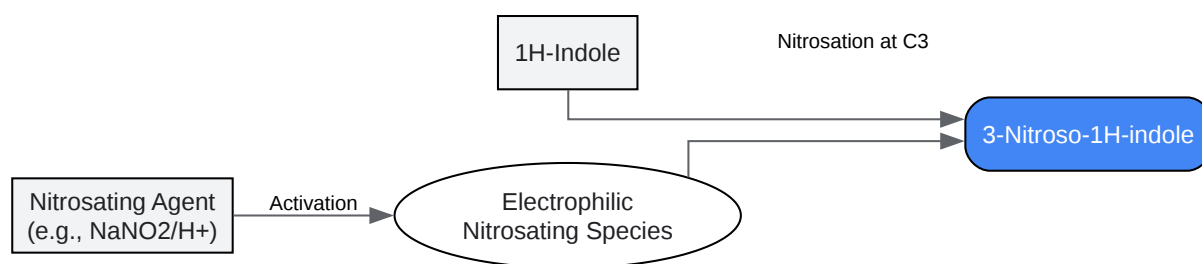 1H-Indole
Nitrosation at C3
3-Nitroso-1H-indole
Nitrosating Agent
(e.g., NaNO2/H+)
Activation
Electrophilic
Nitrosating Species